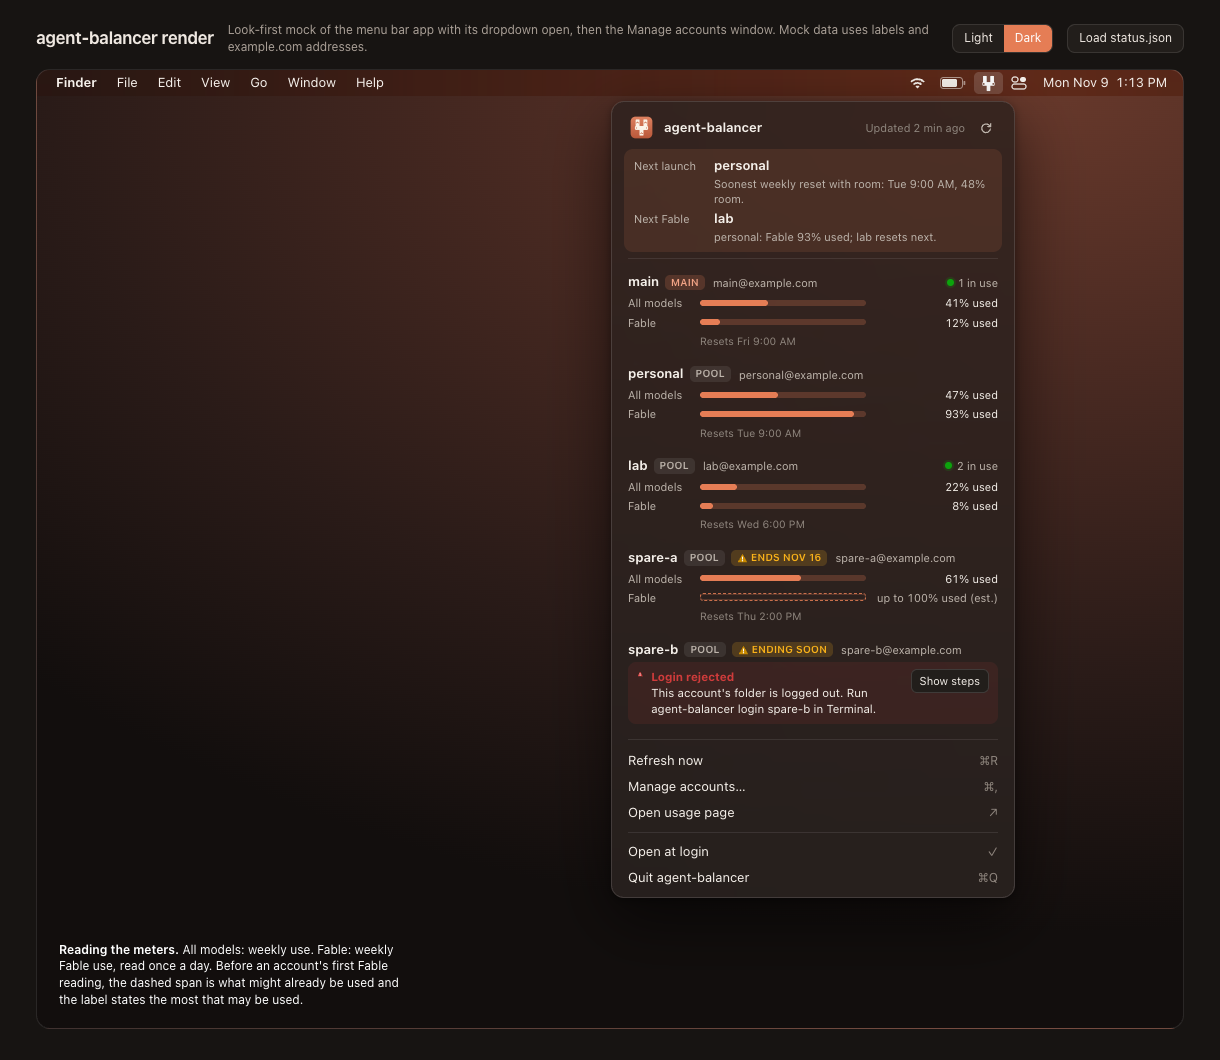 agent-balancer render
Look-first mock of the menu bar app with its dropdown open, then the Manage accounts window. Mock data uses labels and
example.com addresses.
Light Dark Load status.json
Finder File Edit View Go Window Help Mon Nov 9 1:13 PM
agent-balancer Updated 2 min ago
Next launch personal
Soonest weekly reset with room: Tue 9:00 AM, 48%
room.
Next Fable lab
personal: Fable 93% used; lab resets next.
main MAIN main@example.com 1 in use
All models 41% used
Fable 12% used
Resets Fri 9:00 AM
personal POOL personal@example.com
All models 47% used
Fable 93% used
Resets Tue 9:00 AM
lab POOL lab@example.com 2 in use
All models 22% used
Fable 8% used
Resets Wed 6:00 PM
spare-a POOL ENDS NOV 16 spare-a@example.com
All models 61% used
Fable up to 100% used (est.)
Resets Thu 2:00 PM
spare-b POOL ENDING SOON spare-b@example.com
Login rejected
This account's folder is logged out. Run
agent-balancer login spare-b in Terminal.
Show steps
Refresh now ⌘R
Manage accounts… ⌘,
Open usage page ↗
Open at login ✓
Quit agent-balancer ⌘Q
Reading the meters. All models: weekly use. Fable: weekly
Fable use, read once a day. Before an account's first Fable
reading, the dashed span is what might already be used and
the label states the most that may be used.